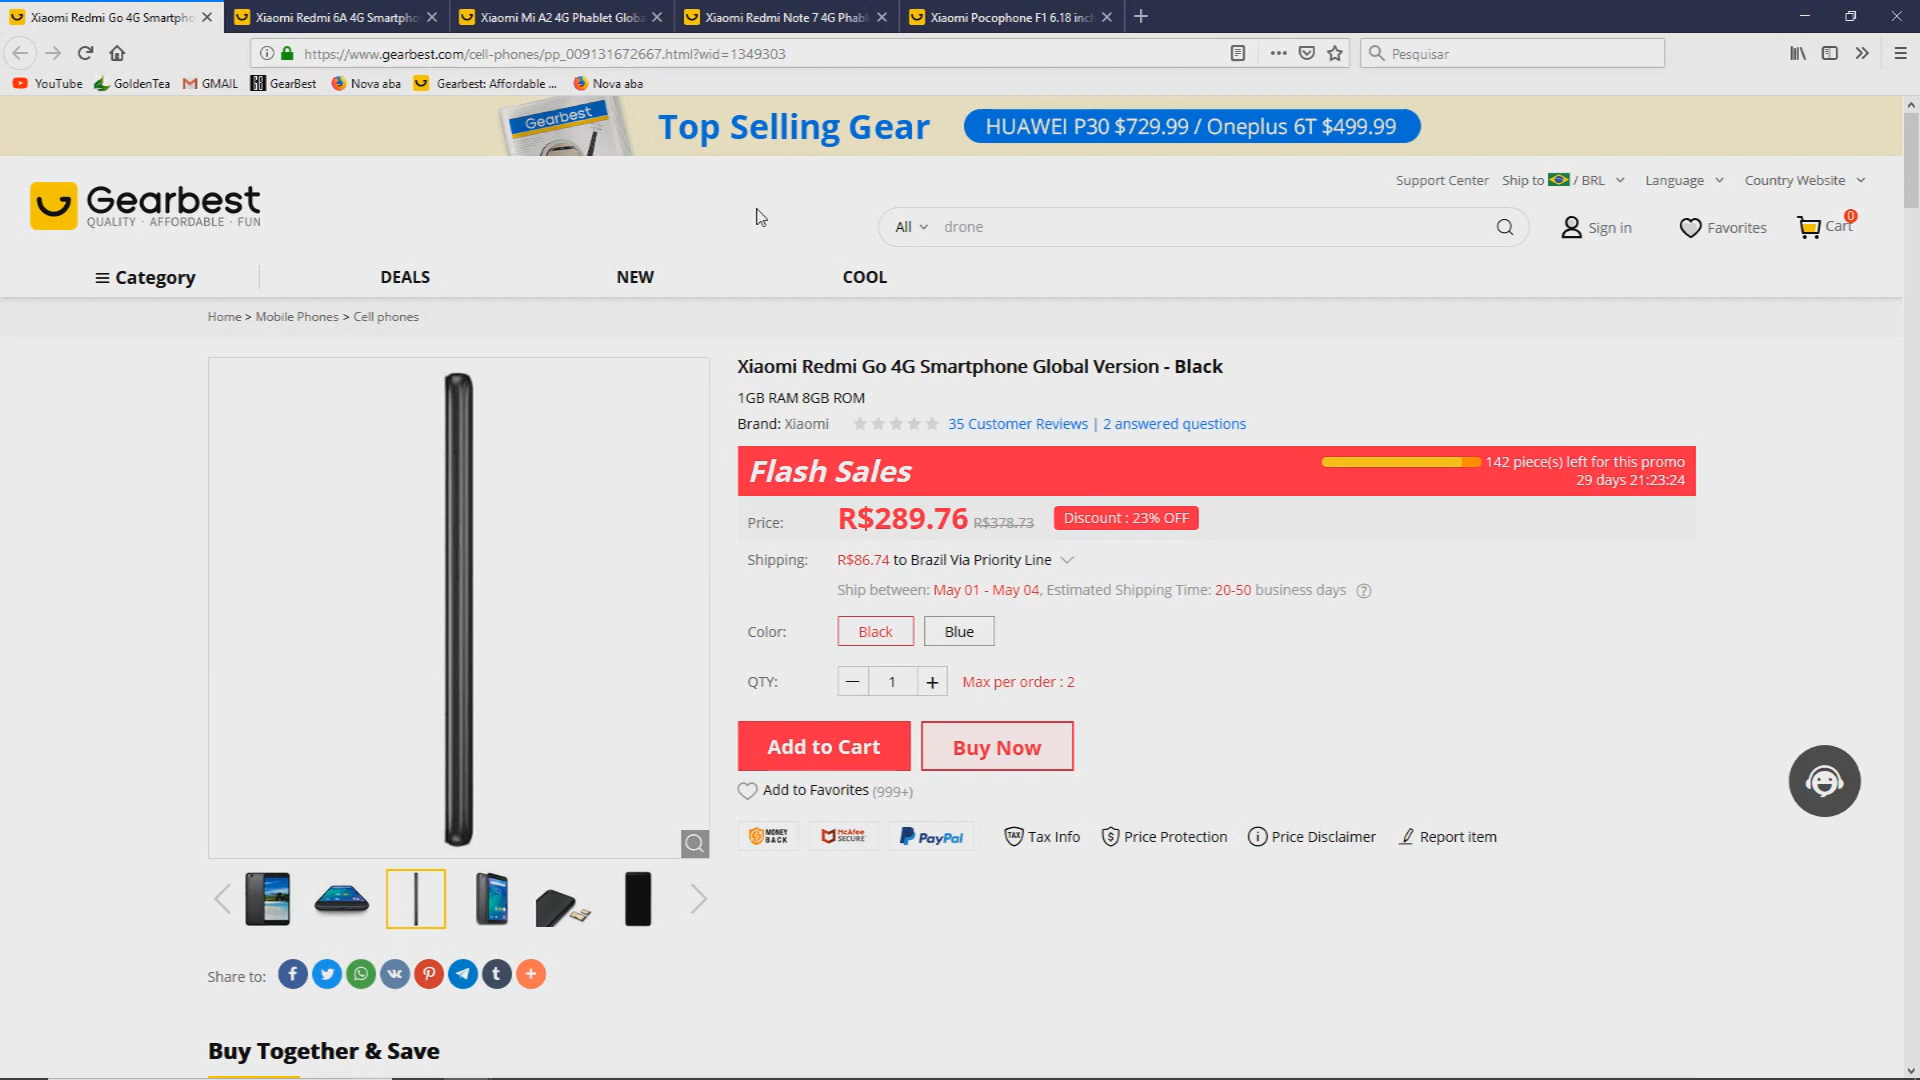 Xiaomi Redmi Go 4G Smartpho
Xiaomi Redmi 6A 4G Smartpho
Xiaomi Mi A2 4G Phablet Globa
Xiaomi Redmi Note 7 4G Phabl
Xiaomi Pocophone F1 6.18 inch
https://www.gearbest.com/cell-phones/pp_009131672667.html?wid=1349303
Pesquisar
YouTube
GoldenTea
GMAIL
GearBest
Nova aba
Gearbest: Affordable ...
Nova aba
Gearbest
Top Selling Gear
HUAWEI P30 $729.99 / Oneplus 6T $499.99
Support Center
Ship to / BRL
Language
Country Website
Gearbest
QUALITY · AFFORDABLE · FUN
All
drone
Sign in
Favorites
Cart
0
Category
DEALS
NEW
COOL
Home > Mobile Phones > Cell phones
Xiaomi Redmi Go 4G Smartphone Global Version - Black
1GB RAM 8GB ROM
Brand: Xiaomi
35 Customer Reviews | 2 answered questions
Flash Sales
142 piece(s) left for this promo
29 days 21:23:24
Price:
R$289.76 R$378.73
Discount : 23% OFF
Shipping:
R$86.74 to Brazil Via Priority Line
Ship between: May 01 - May 04, Estimated Shipping Time: 20-50 business days ?
Color:
Black
Blue
QTY:
— 1 +
Max per order : 2
Add to Cart
Buy Now
Add to Favorites (999+)
MONEY BACK
McAfee SECURE
PayPal
TAX Tax Info
Price Protection
Price Disclaimer
Report item
Share to:
Buy Together & Save